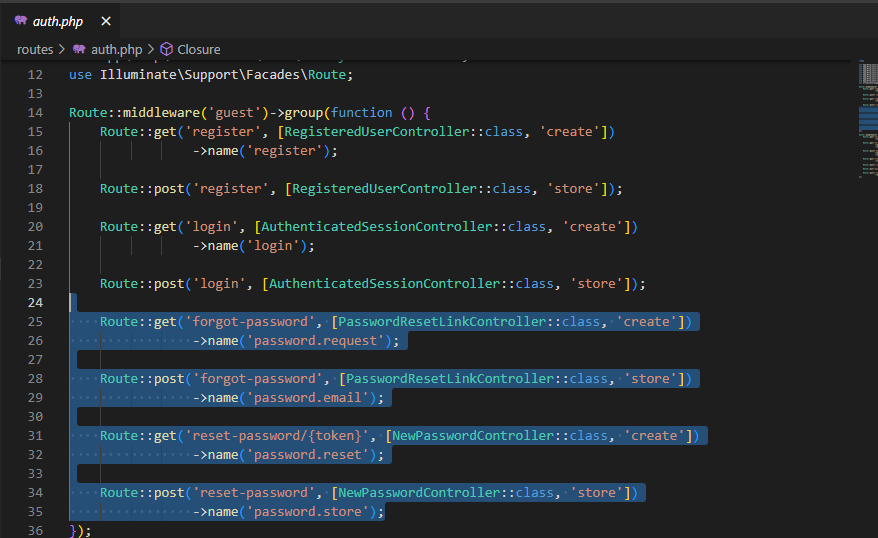 auth.php
routes > auth.php > Closure
12 use Illuminate\Support\Facades\Route;
13
14 Route::middleware('guest')->group(function () {
15 Route::get('register', [RegisteredUserController::class, 'create'])
16 ->name('register');
17
18 Route::post('register', [RegisteredUserController::class, 'store']);
19
20 Route::get('login', [AuthenticatedSessionController::class, 'create'])
21 ->name('login');
22
23 Route::post('login', [AuthenticatedSessionController::class, 'store']);
24
25 Route::get('forgot-password', [PasswordResetLinkController::class, 'create'])
26 ->name('password.request');
27
28 Route::post('forgot-password', [PasswordResetLinkController::class, 'store'])
29 ->name('password.email');
30
31 Route::get('reset-password/{token}', [NewPasswordController::class, 'create'])
32 ->name('password.reset');
33
34 Route::post('reset-password', [NewPasswordController::class, 'store'])
35 ->name('password.store');
36 });